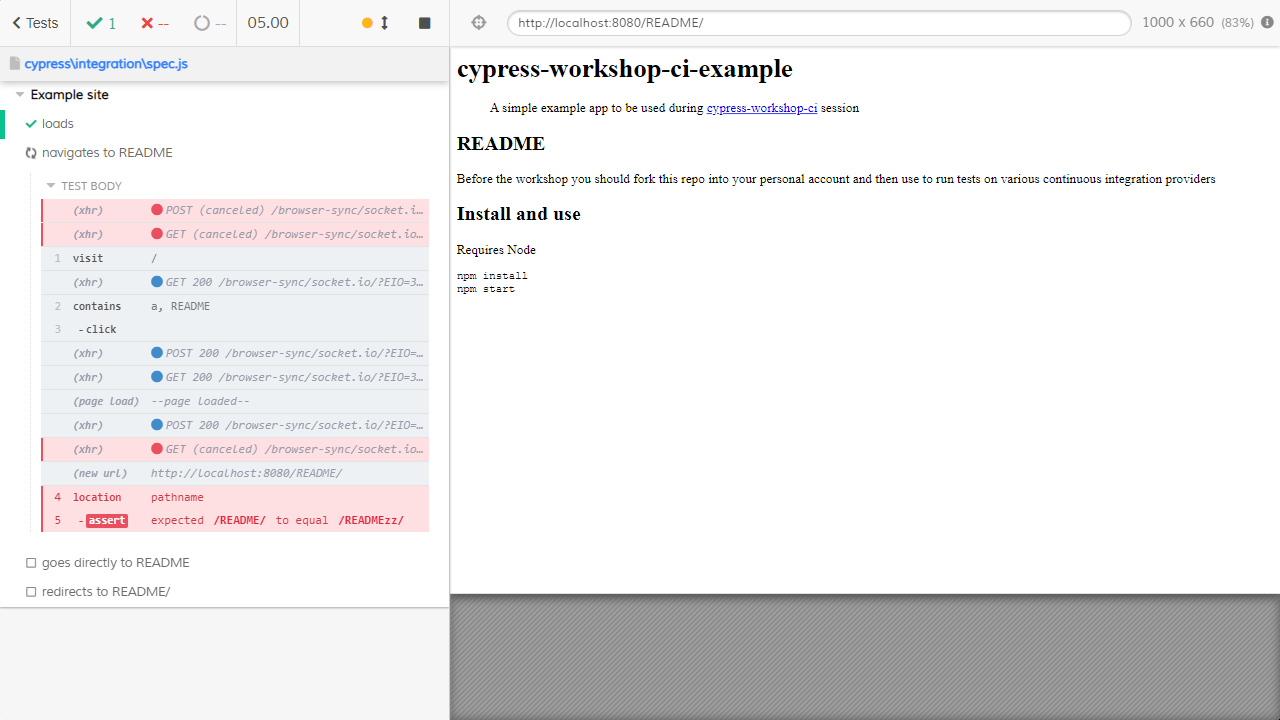 Tests
1
--
--
05.00
http://localhost:8080/README/
1000 x 660 (83%)
cypress\integration\spec.js
Example site
loads
navigates to README
TEST BODY
(xhr) POST (canceled) /browser-sync/socket.i…
(xhr) GET (canceled) /browser-sync/socket.io…
1 visit /
(xhr) GET 200 /browser-sync/socket.io/?EIO=3…
2 contains a, README
3 -click
(xhr) POST 200 /browser-sync/socket.io/?EIO=…
(xhr) GET 200 /browser-sync/socket.io/?EIO=3…
(page load) --page loaded--
(xhr) POST 200 /browser-sync/socket.io/?EIO=…
(xhr) GET (canceled) /browser-sync/socket.io…
(new url) http://localhost:8080/README/
4 location pathname
5 -assert expected /README/ to equal /READMEzz/
goes directly to README
redirects to README/
cypress-workshop-ci-example
A simple example app to be used during cypress-workshop-ci session
README
Before the workshop you should fork this repo into your personal account and then use to run tests on various continuous integration providers
Install and use
Requires Node
npm install
npm start